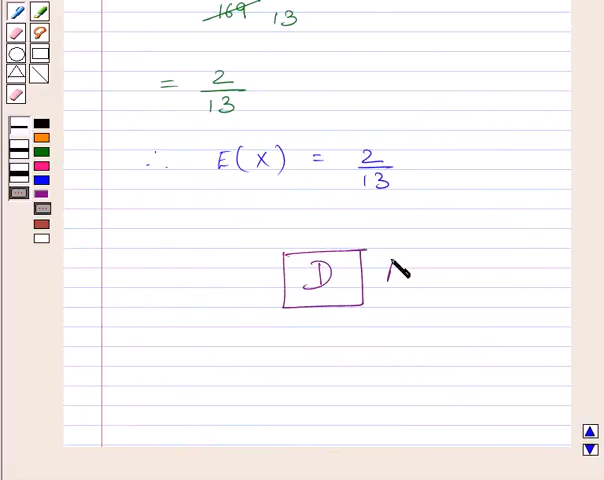 169 13
= 2/13
∴ E(X) = 2/13
D